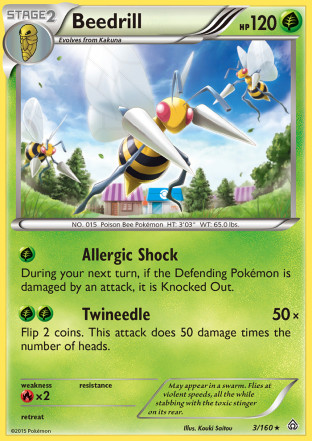 STAGE2 Beedrill HP120
Evolves from Kakuna
NO. 015 Poison Bee Pokémon HT: 3'03" WT: 65.0 lbs.
Allergic Shock
During your next turn, if the Defending Pokémon is
damaged by an attack, it is Knocked Out.
Twineedle 50×
Flip 2 coins. This attack does 50 damage times the
number of heads.
weakness resistance
×2
retreat
May appear in a swarm. Flies at
violent speeds, all the while
stabbing with the toxic stinger
on its rear.
©2015 Pokémon
Illus. Kouki Saitou
3/160 ★